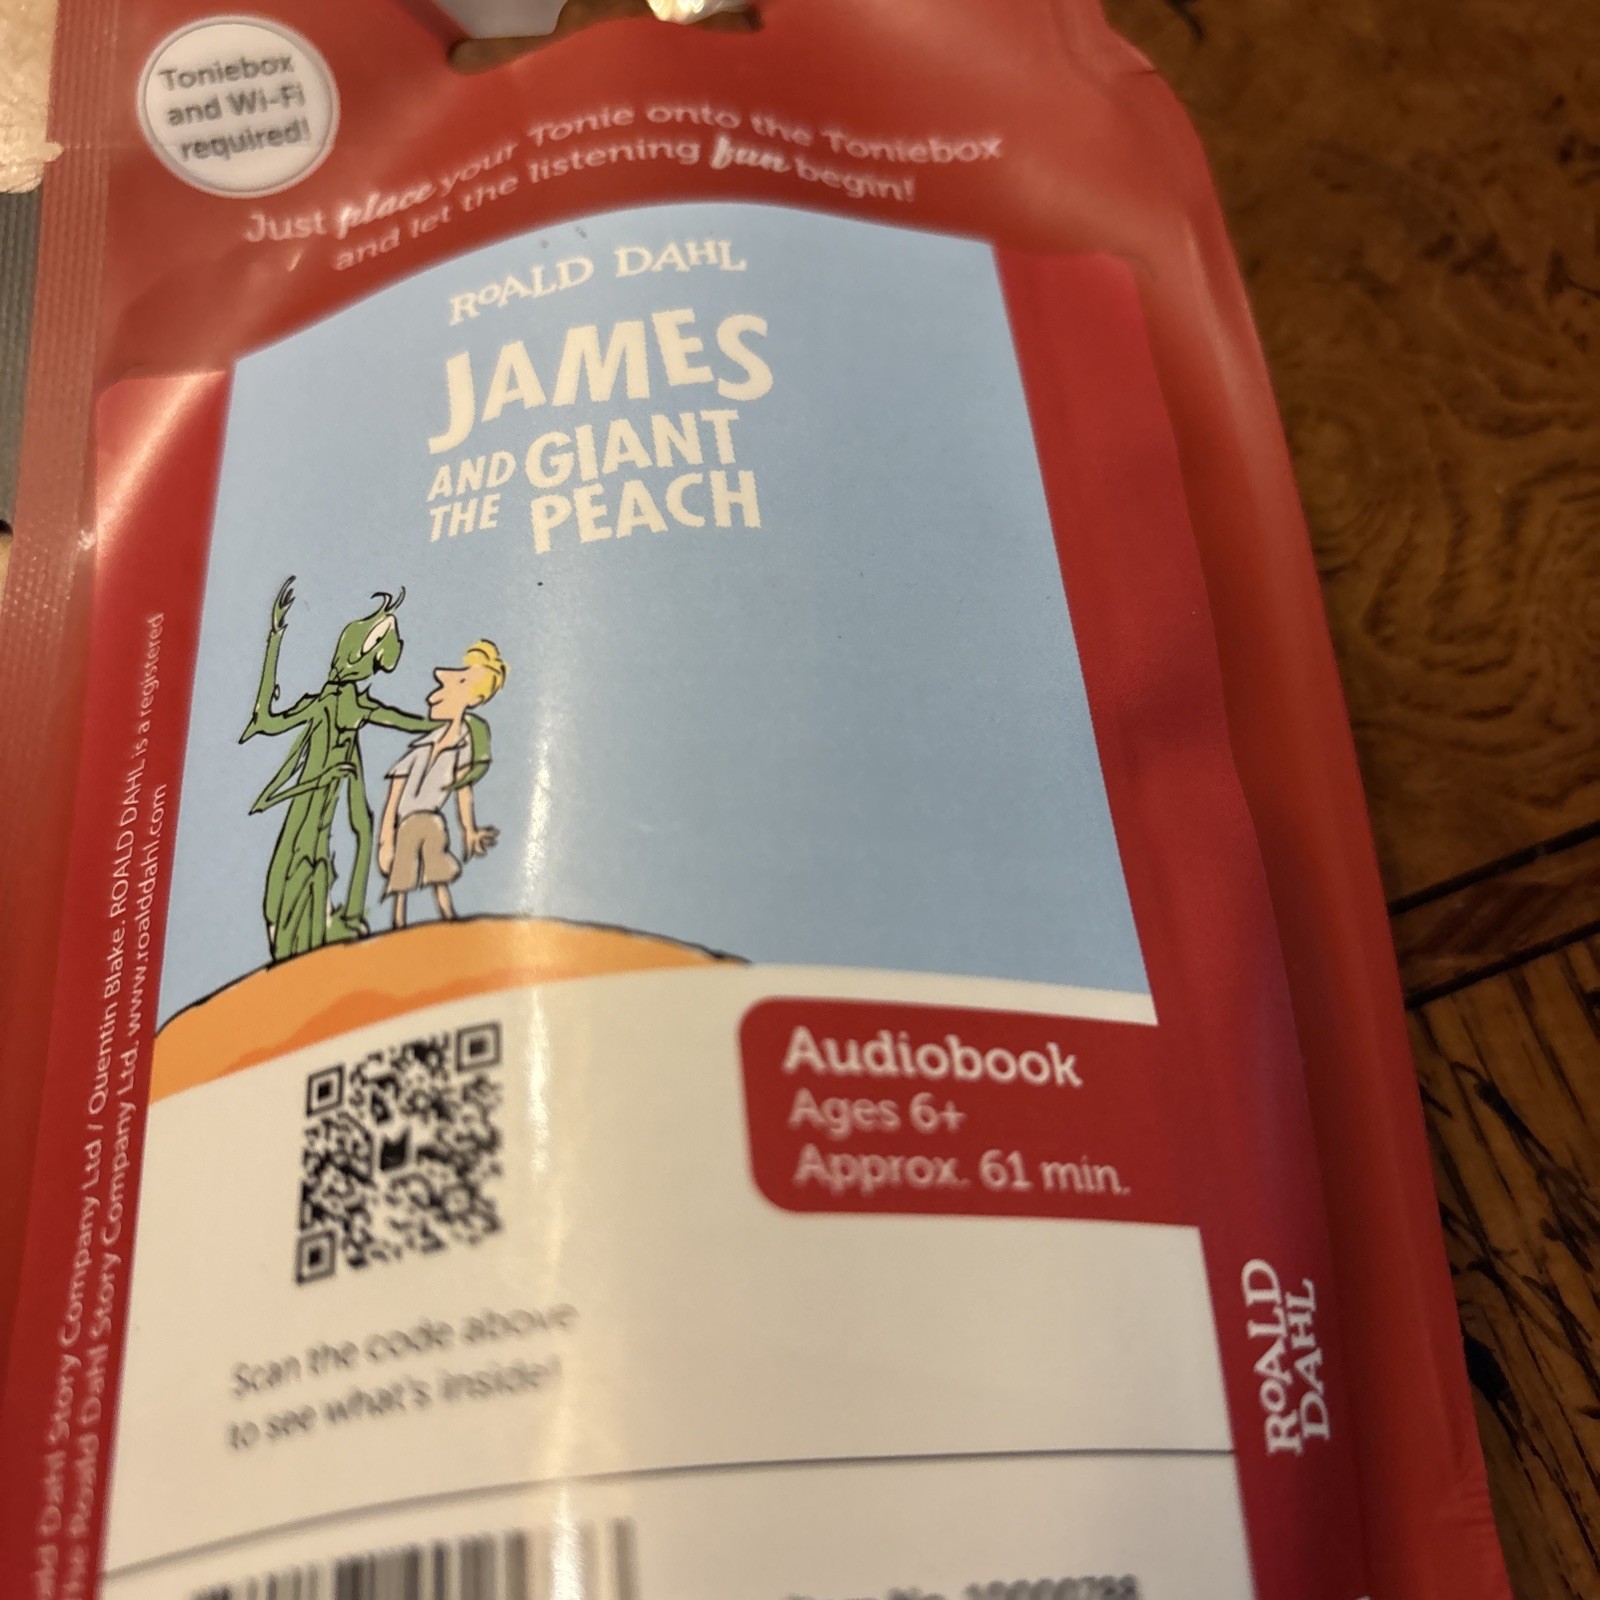 Toniebox
and Wi-Fi
required!
Just place your Tonie onto the Toniebox
and let the listening fun begin!
ROALD DAHL
JAMES
AND THE GIANT
PEACH
Audiobook
Ages 6+
Approx. 61 min.
Scan the code above
to see what's inside!
ROALD
DAHL
Dahl Story Company Ltd / Quentin Blake. ROALD DAHL is a registered
the Roald Dahl Story Company Ltd. www.roalddahl.com